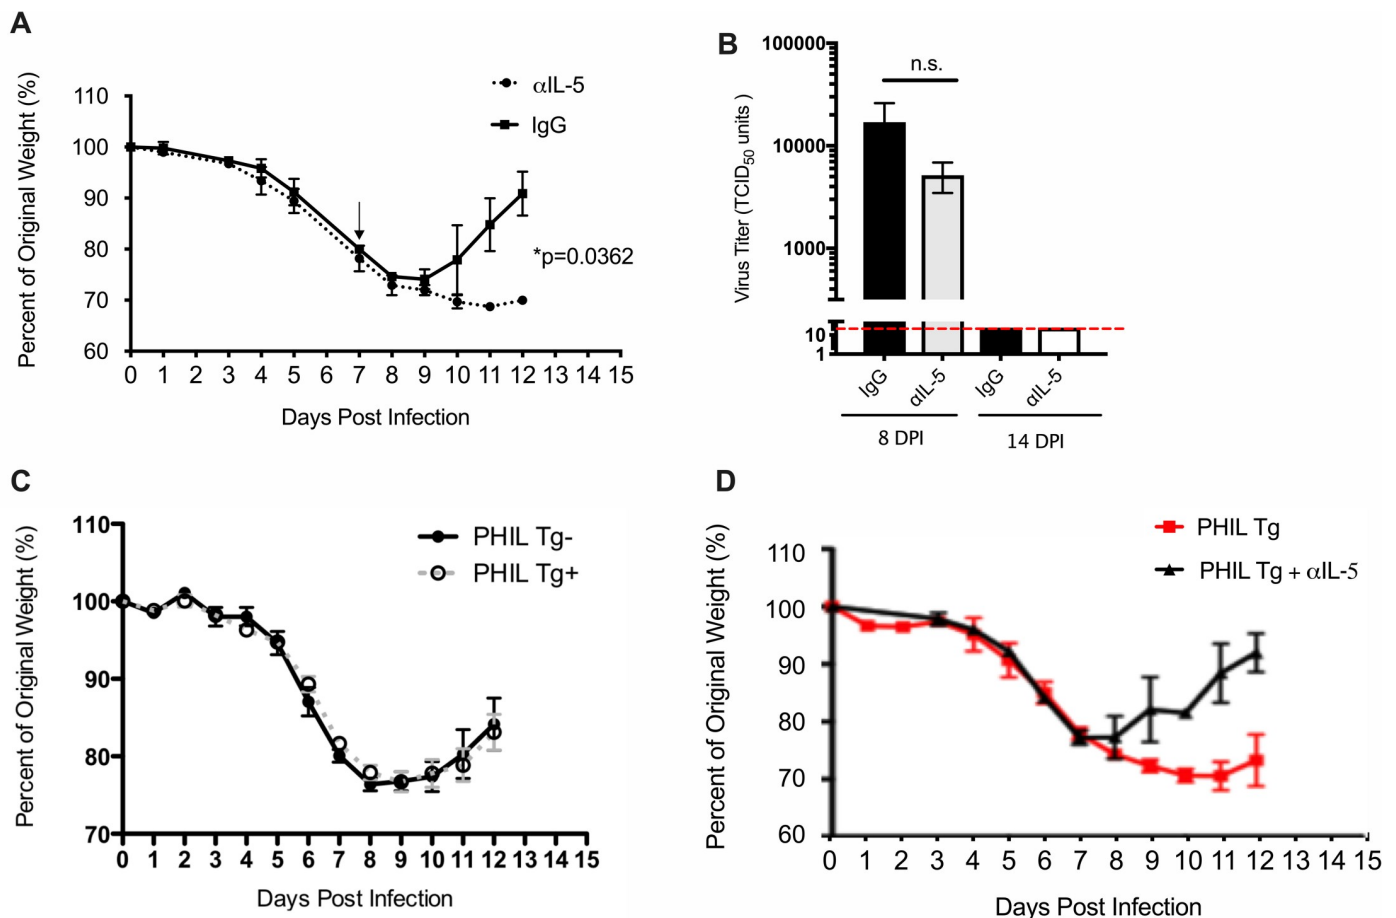 A
Percent of Original Weight (%)
110
100
90
80
70
60
αIL-5
IgG
*p=0.0362
0 1 3 4 5 7 8 9 10 11 12 13 14 15
Days Post Infection
B
Virus Titer (TCID50 units )
100000
10000
1000
10
1
n.s.
IgG
αIL-5
IgG
αIL-5
8 DPI
14 DPI
C
Percent of Original Weight (%)
110
100
90
80
70
PHIL Tg-
PHIL Tg+
0 1 2 3 4 5 6 7 8 9 10 11 12 13 14 15
Days Post Infection
D
Percent of Original Weight (%)
110
100
90
80
70
60
PHIL Tg
PHIL Tg + αIL-5
0 1 2 3 4 5 6 7 8 9 10 11 12 13 14 15
Days Post Infection